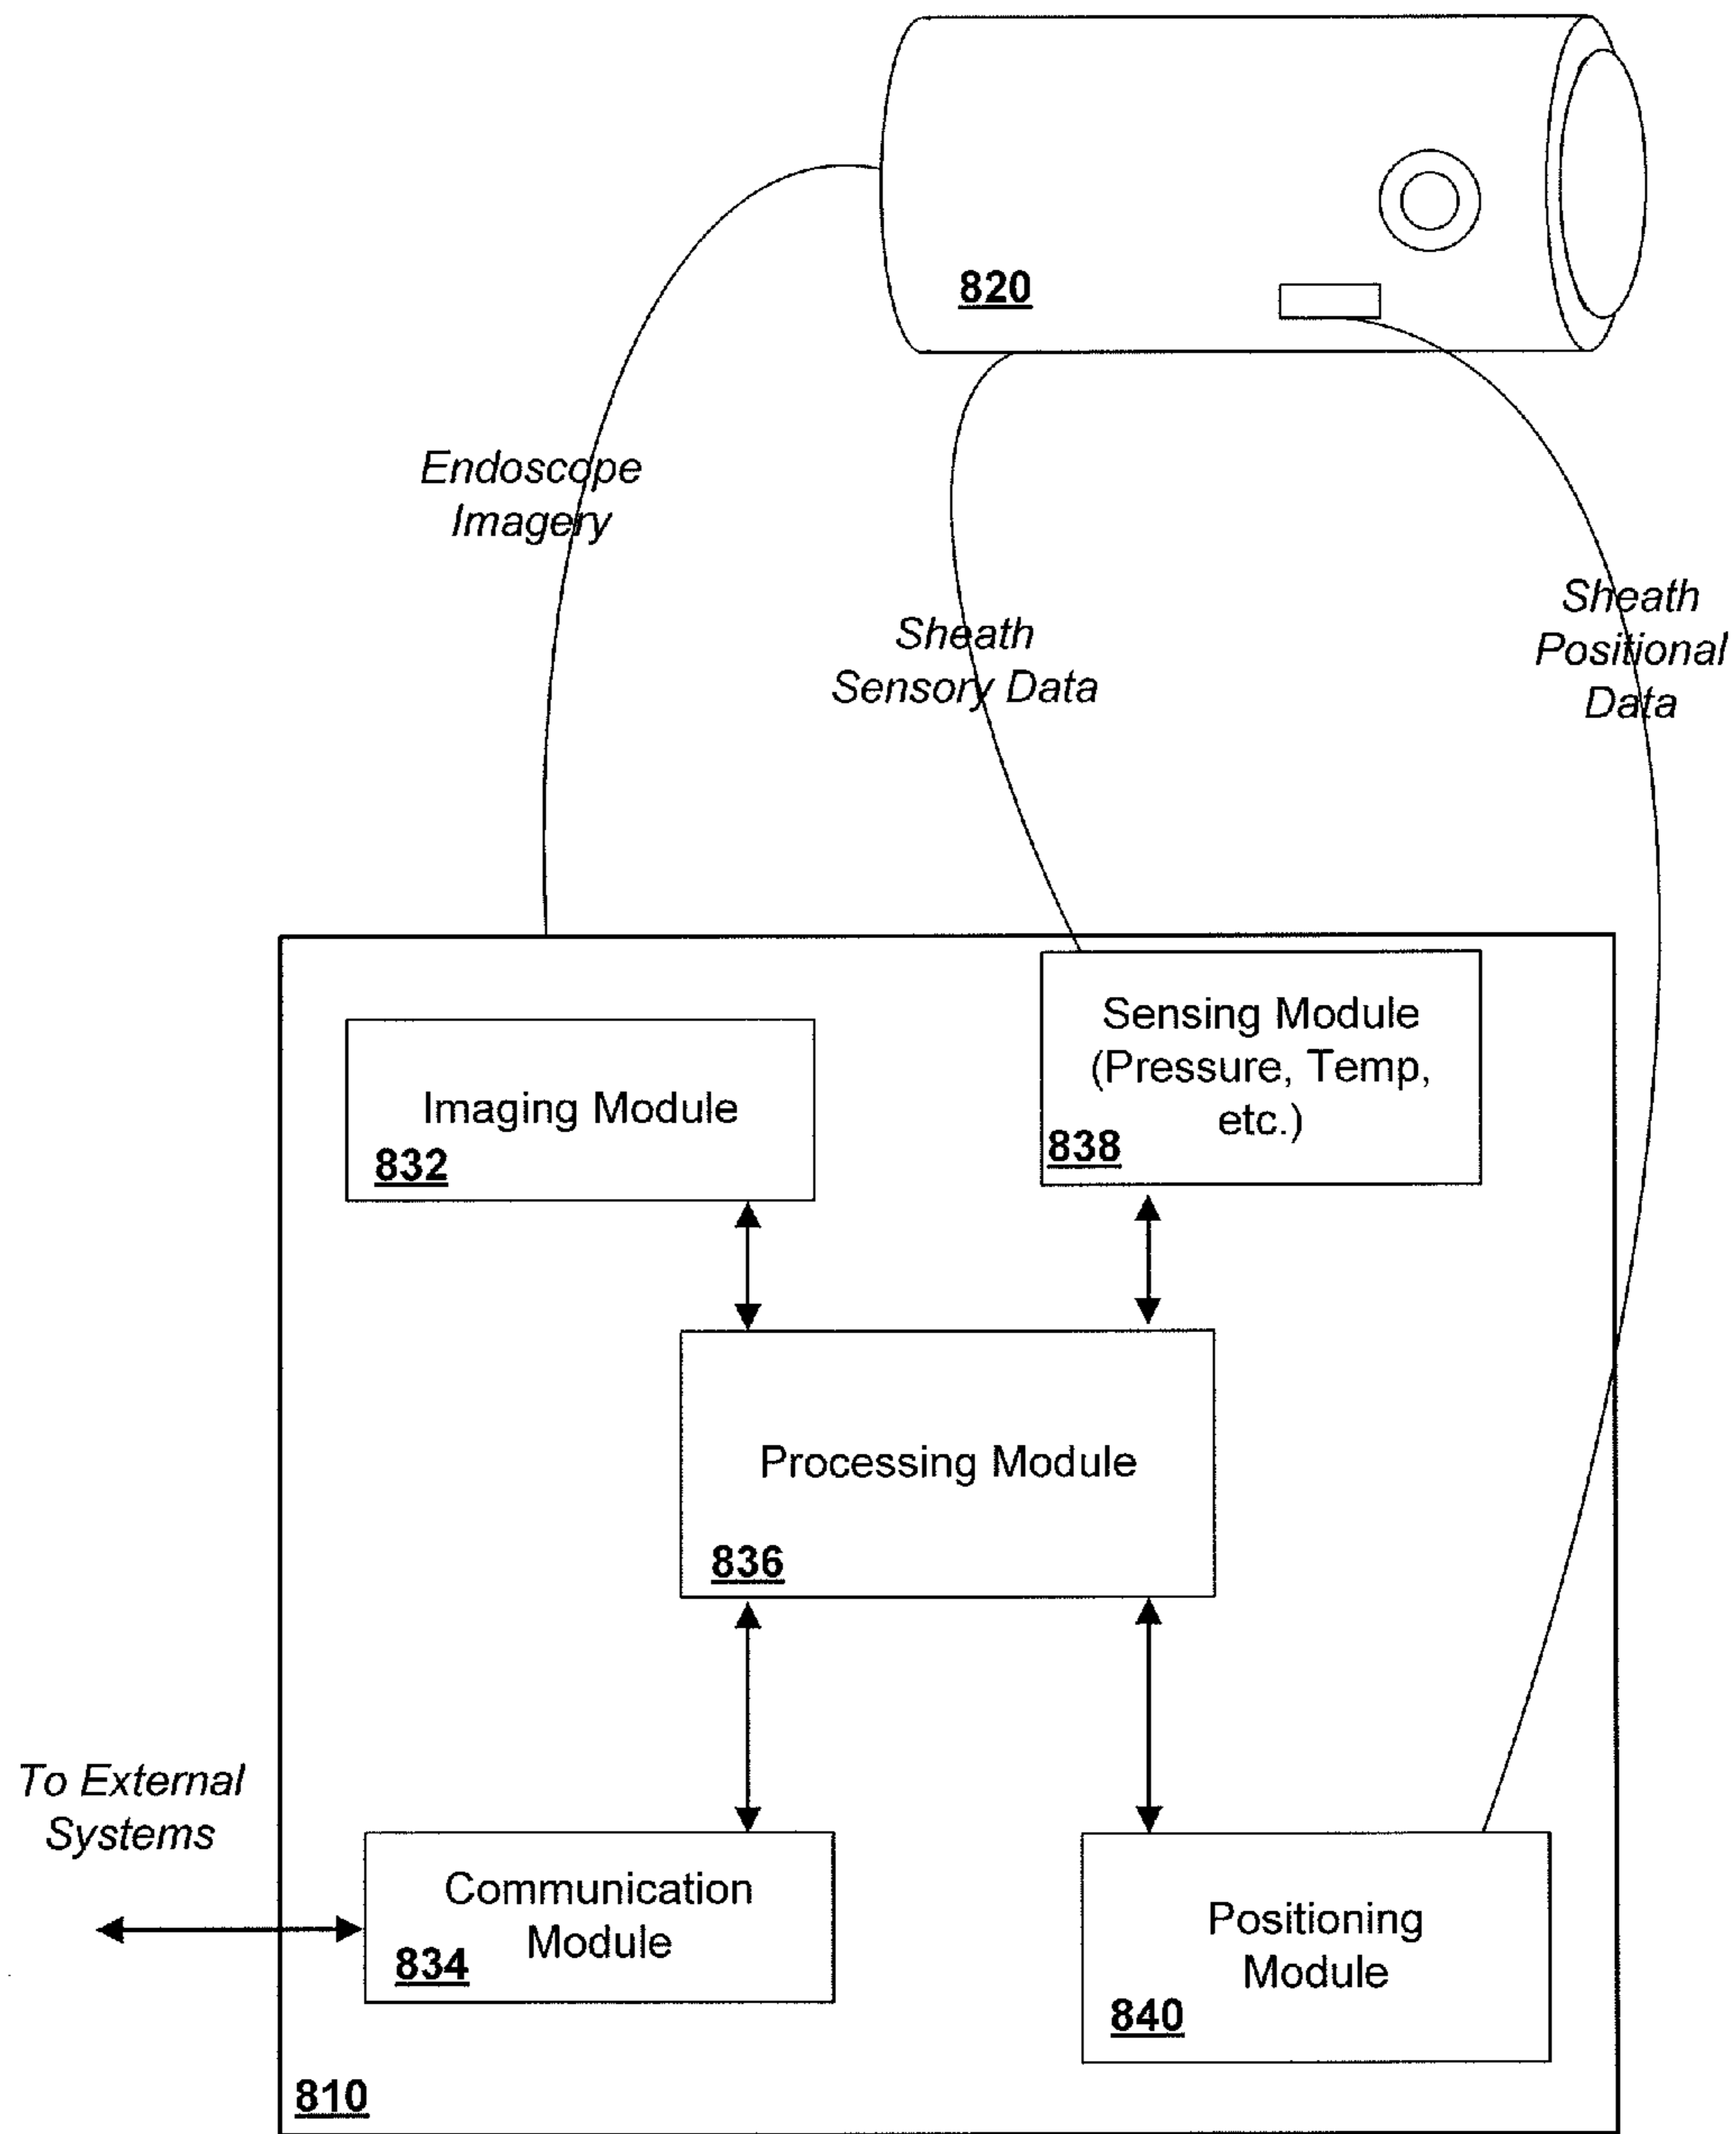 820
Endoscope
Imagery
Sheath
Sensory Data
Sheath
Positional
Data
Imaging Module
832
Sensing Module
(Pressure, Temp,
etc.)
838
Processing Module
836
To External
Systems
Communication
Module
834
Positioning
Module
840
810